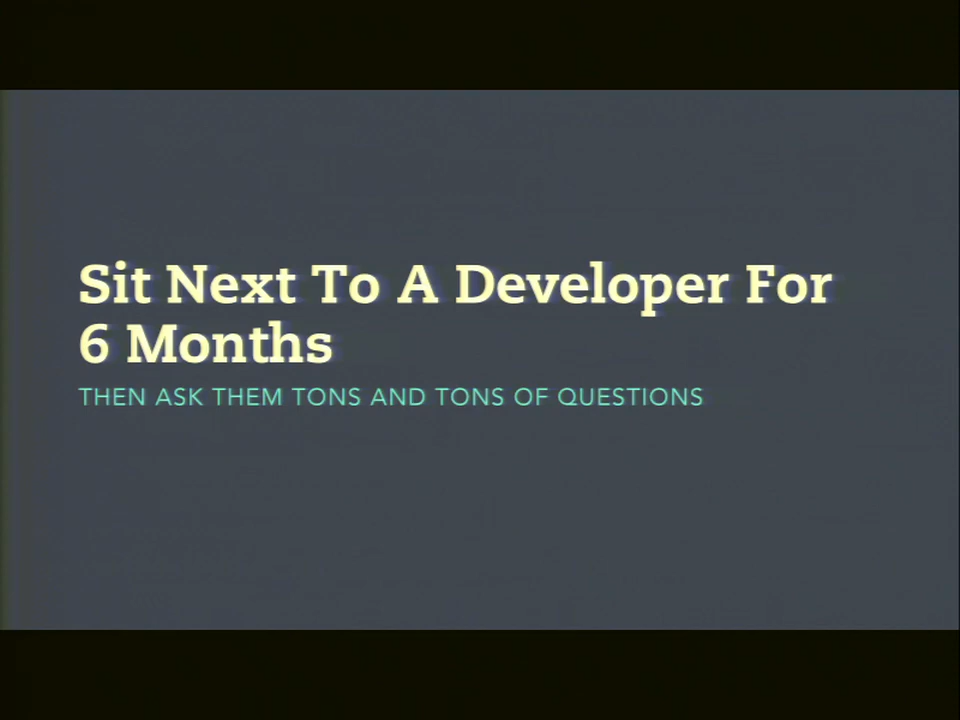 Sit Next To A Developer For
6 Months
THEN ASK THEM TONS AND TONS OF QUESTIONS